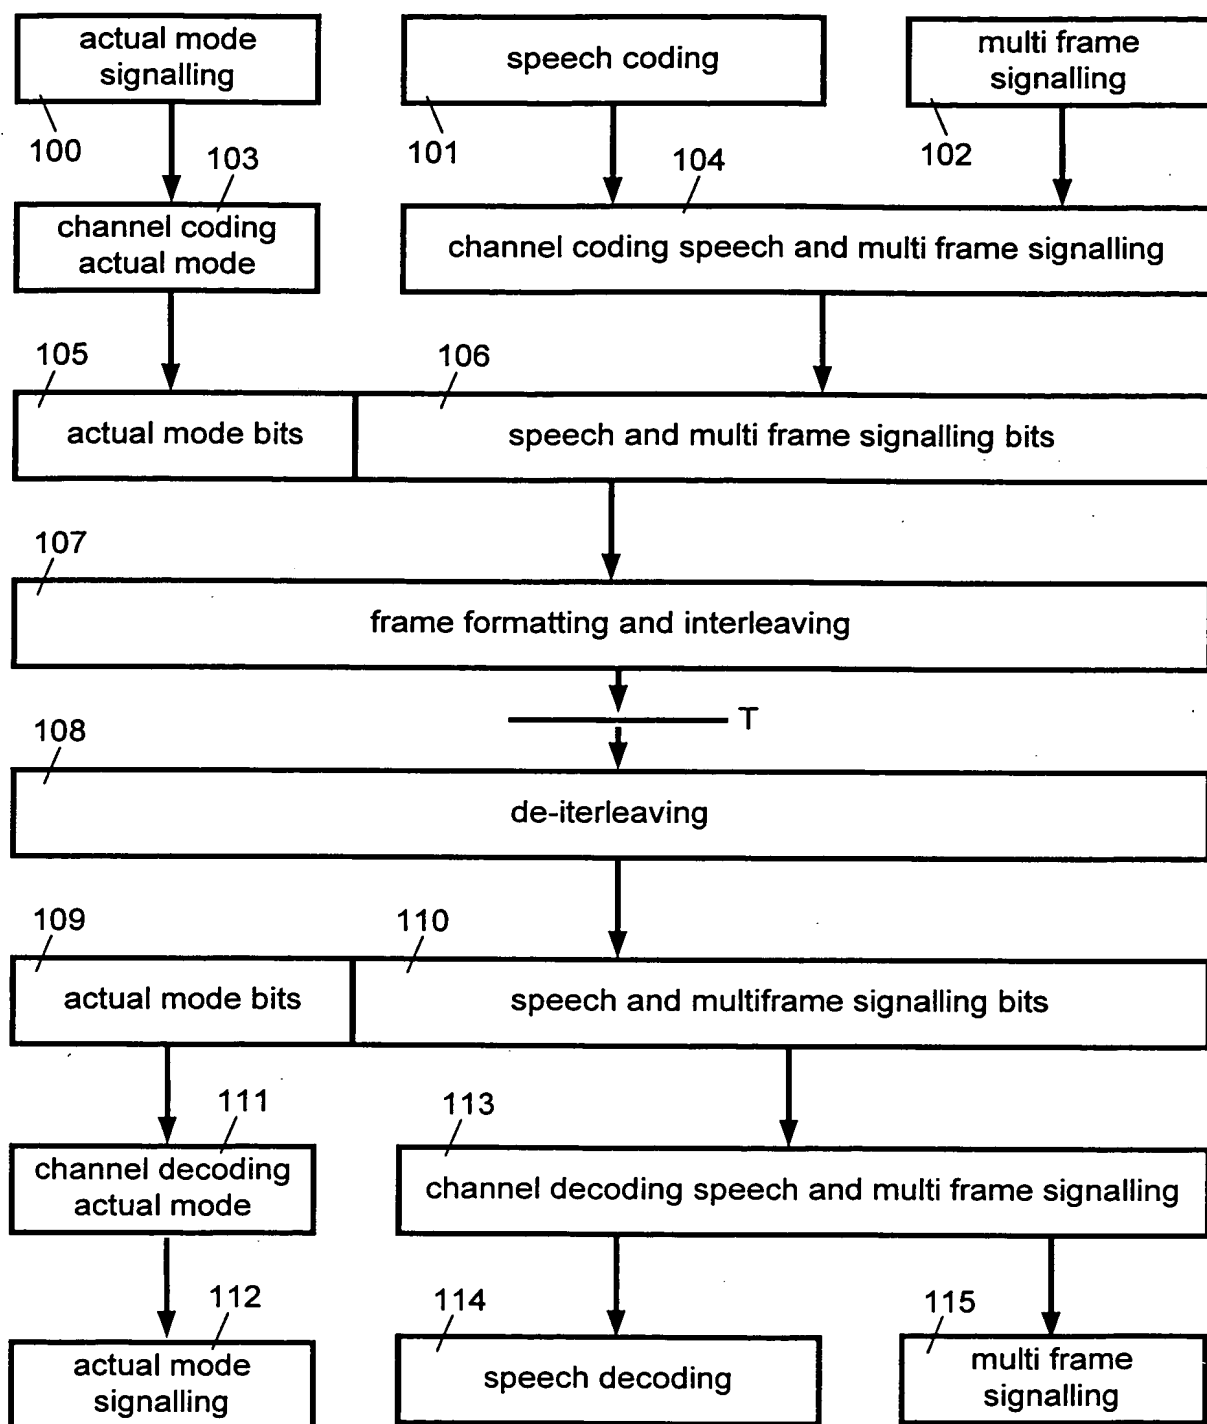 actual mode
signalling
speech coding
multi frame
signalling
100
103
101
104
102
channel coding
actual mode
channel coding speech and multi frame signalling
105
106
actual mode bits
speech and multi frame signalling bits
107
frame formatting and interleaving
T
108
de-iterleaving
109
110
actual mode bits
speech and multiframe signalling bits
111
113
channel decoding
actual mode
channel decoding speech and multi frame signalling
112
114
115
actual mode
signalling
speech decoding
multi frame
signalling